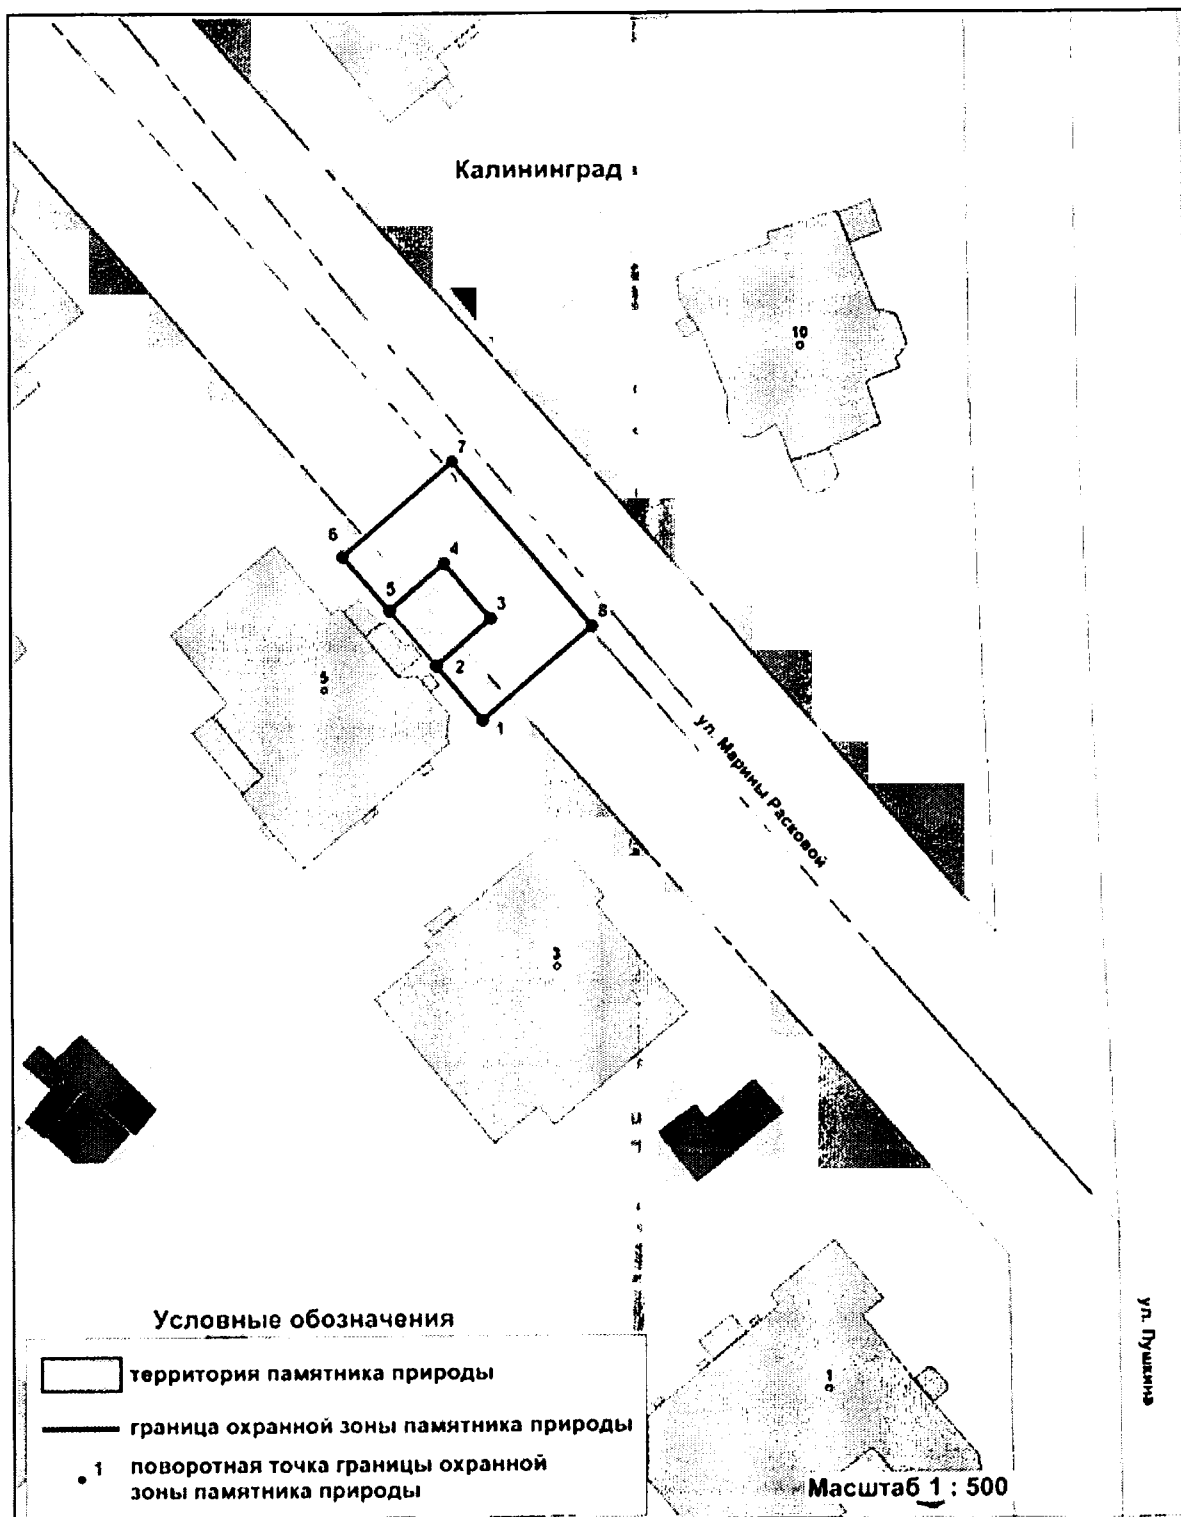 Калининград
10
7
6
4
5
3
8
2
5
1
ул. Марины Расковой
3
ул. Пушкина
1
Условные обозначения
территория памятника природы
граница охранной зоны памятника природы
1 поворотная точка границы охранной
зоны памятника природы
Масштаб 1 : 500